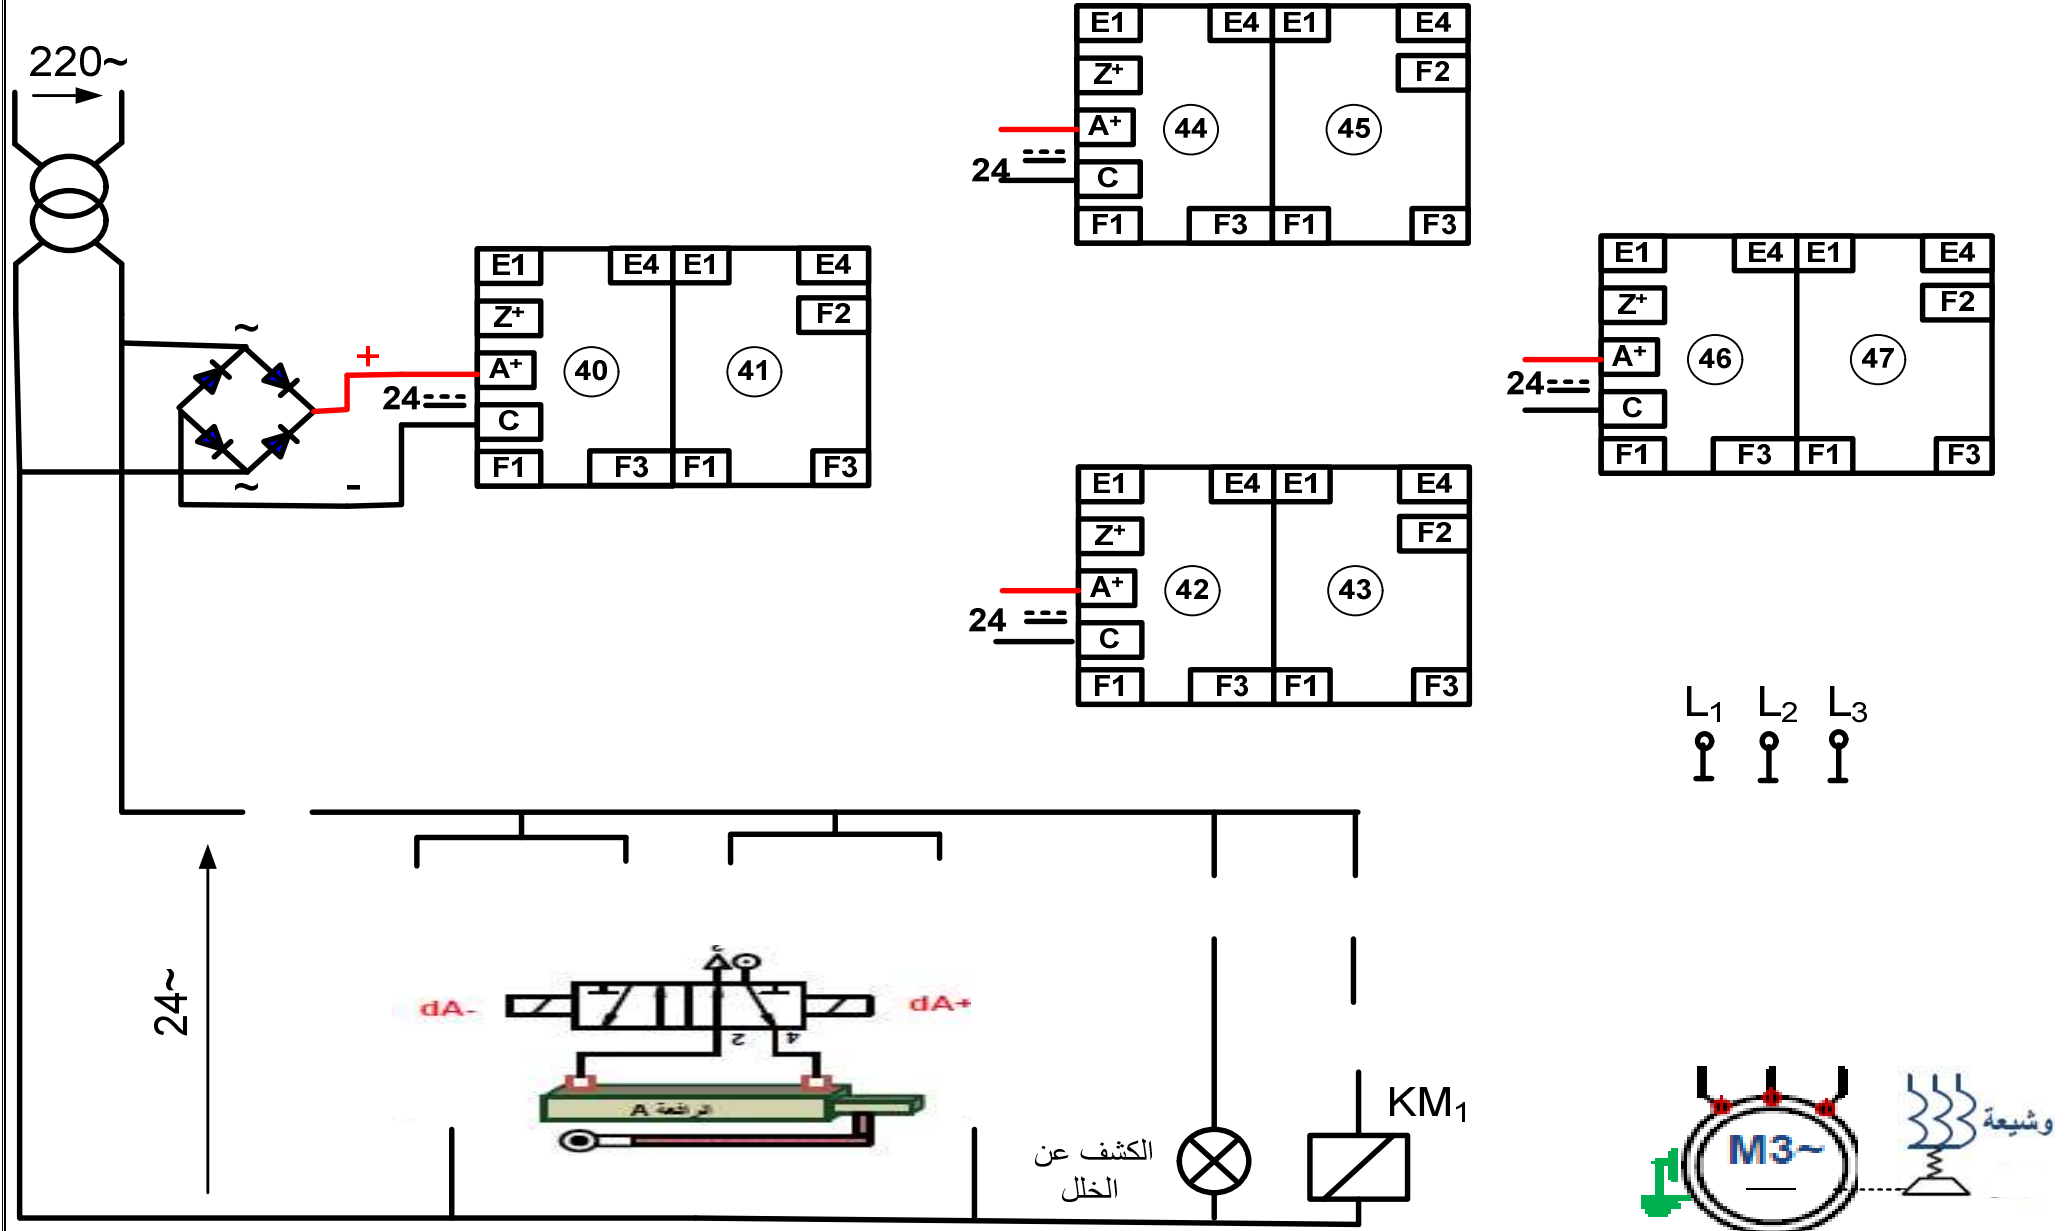 220~
E1 E4 E1 E4
Z+ F2
A+ 44 45
24
C
F1 F3 F1 F3
~
+
24
E1 E4 E1 E4
Z+ F2
A+ 40 41
C
F1 F3 F1 F3
~
-
E1 E4 E1 E4
Z+ F2
A+ 46 47
24
C
F1 F3 F1 F3
E1 E4 E1 E4
Z+ F2
A+ 42 43
24
C
F1 F3 F1 F3
L1 L2 L3
24~
dA-
dA+
2 4
الرافعة A
الكشف عن
الخلل
KM1
M3~
وشيعة